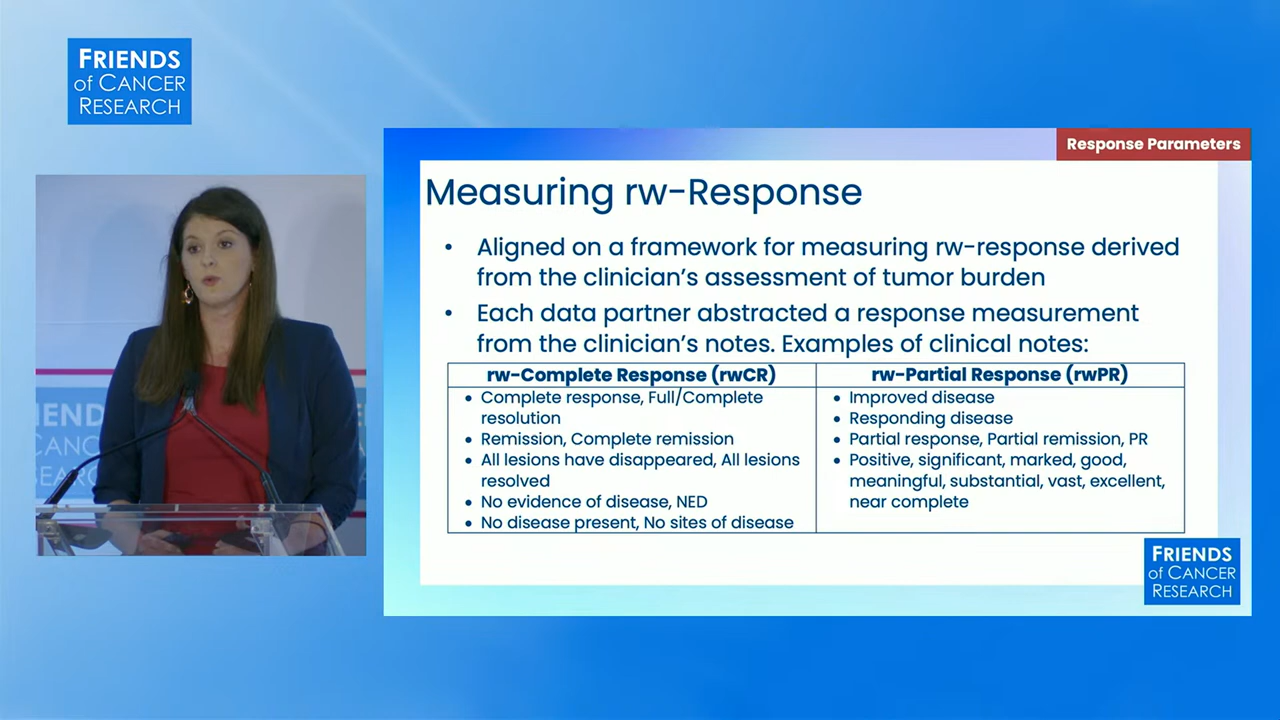 FRIENDS
of CANCER
RESEARCH
Response Parameters
Measuring rw-Response
• Aligned on a framework for measuring rw-response derived
from the clinician's assessment of tumor burden
• Each data partner abstracted a response measurement
from the clinician's notes. Examples of clinical notes:
rw-Complete Response (rwCR)
• Complete response, Full/Complete
resolution
• Remission, Complete remission
• All lesions have disappeared, All lesions
resolved
• No evidence of disease, NED
• No disease present, No sites of disease
rw-Partial Response (rwPR)
• Improved disease
• Responding disease
• Partial response, Partial remission, PR
• Positive, significant, marked, good,
meaningful, substantial, vast, excellent,
near complete
FRIENDS
of CANCER
RESEARCH